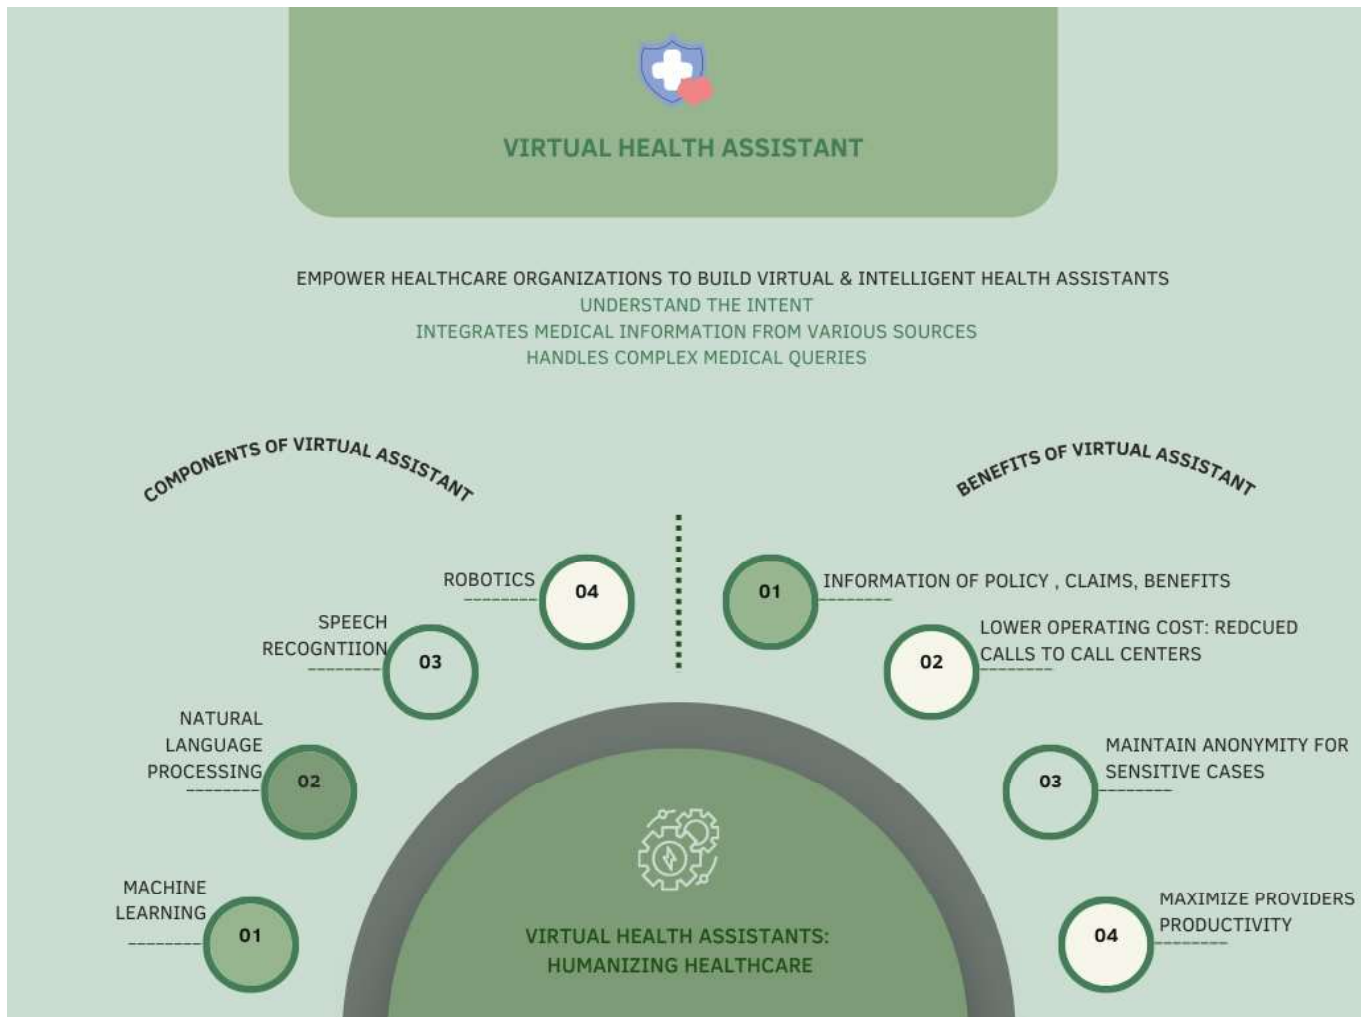 VIRTUAL HEALTH ASSISTANT
EMPOWER HEALTHCARE ORGANIZATIONS TO BUILD VIRTUAL & INTELLIGENT HEALTH ASSISTANTS
UNDERSTAND THE INTENT
INTEGRATES MEDICAL INFORMATION FROM VARIOUS SOURCES
HANDLES COMPLEX MEDICAL QUERIES
COMPONENTS OF VIRTUAL ASSISTANT
ROBOTICS
04
SPEECH
RECOGNTIION
03
NATURAL
LANGUAGE
PROCESSING
02
MACHINE
LEARNING
01
BENEFITS OF VIRTUAL ASSISTANT
01
INFORMATION OF POLICY , CLAIMS, BENEFITS
02
LOWER OPERATING COST: REDCUED
CALLS TO CALL CENTERS
03
MAINTAIN ANONYMITY FOR
SENSITIVE CASES
04
MAXIMIZE PROVIDERS
PRODUCTIVITY
VIRTUAL HEALTH ASSISTANTS:
HUMANIZING HEALTHCARE